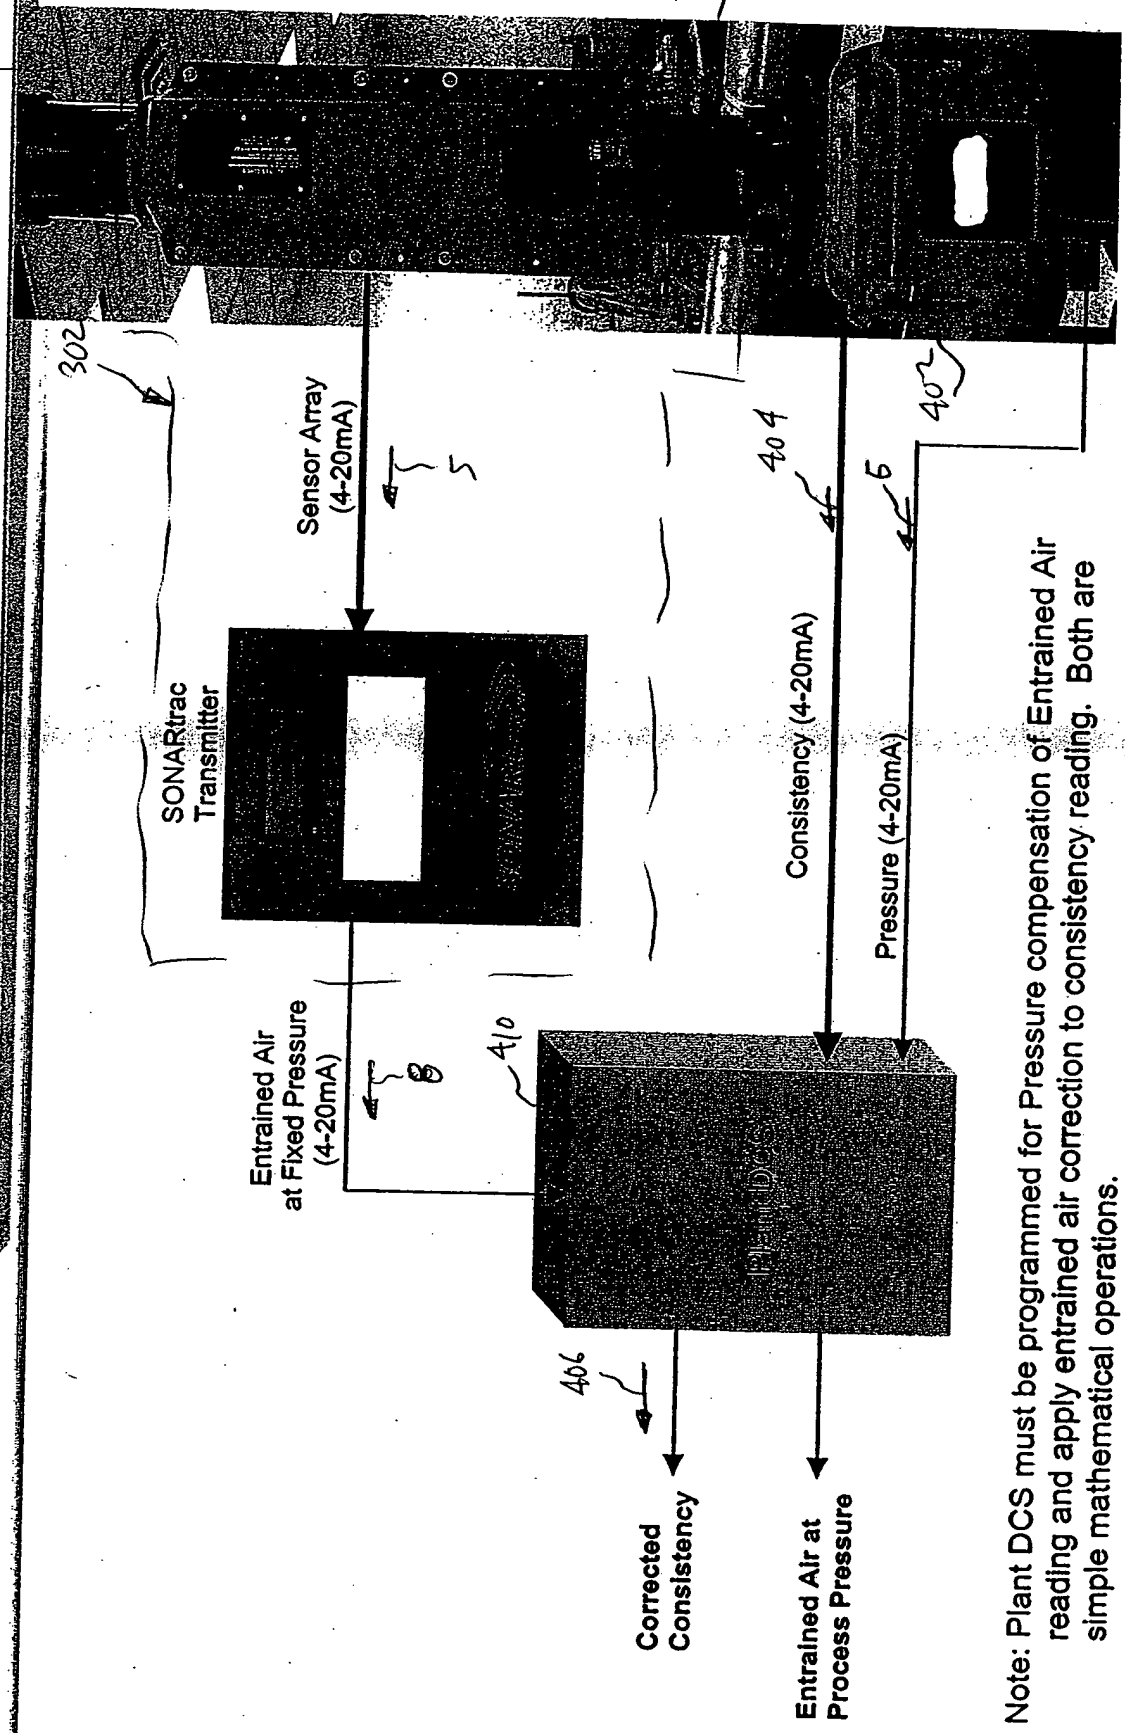 302
Sensor Array
(4-20mA)
5
SONARtrac
Transmitter
Entrained Air
at Fixed Pressure
(4-20mA)
8
410
404
402
6
Consistency (4-20mA)
Pressure (4-20mA)
Plant DCS
406
Corrected
Consistency
Entrained Air at
Process Pressure
Note: Plant DCS must be programmed for Pressure compensation of Entrained Air
reading and apply entrained air correction to consistency reading. Both are
simple mathematical operations.